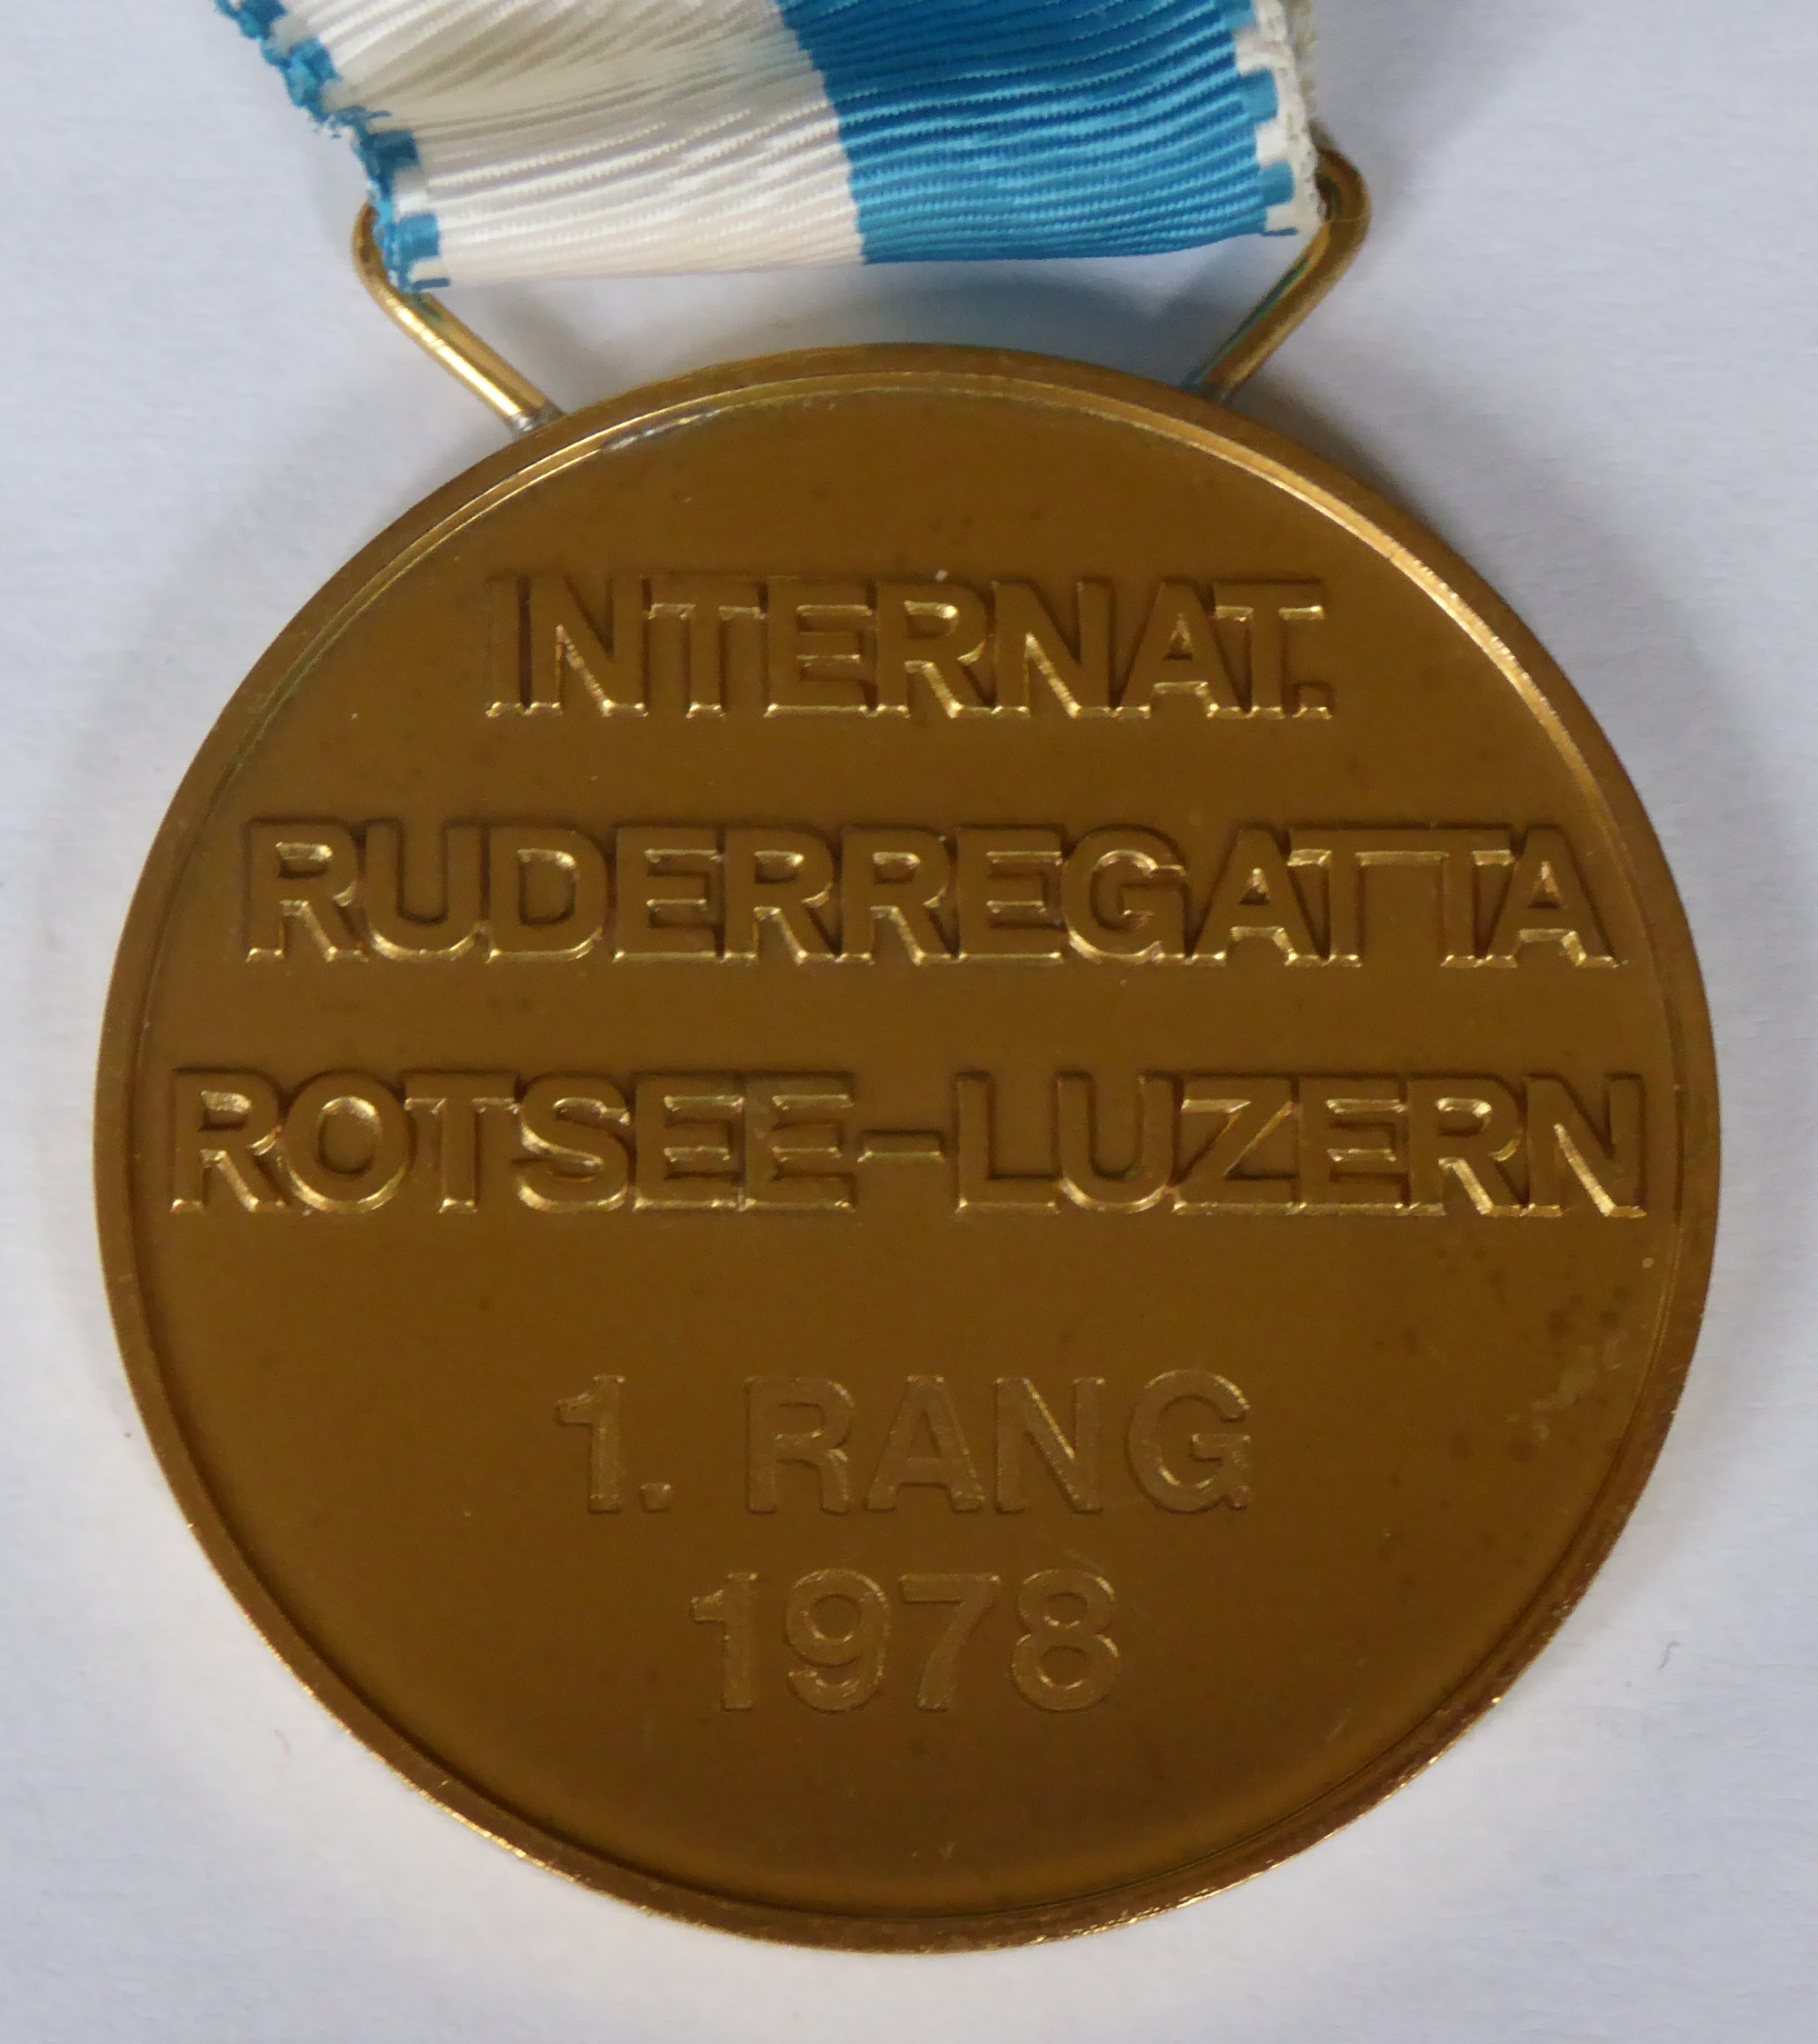 INTERNAT.
RUDERREGATTA
ROTSEE-LUZERN
1. RANG.
1978